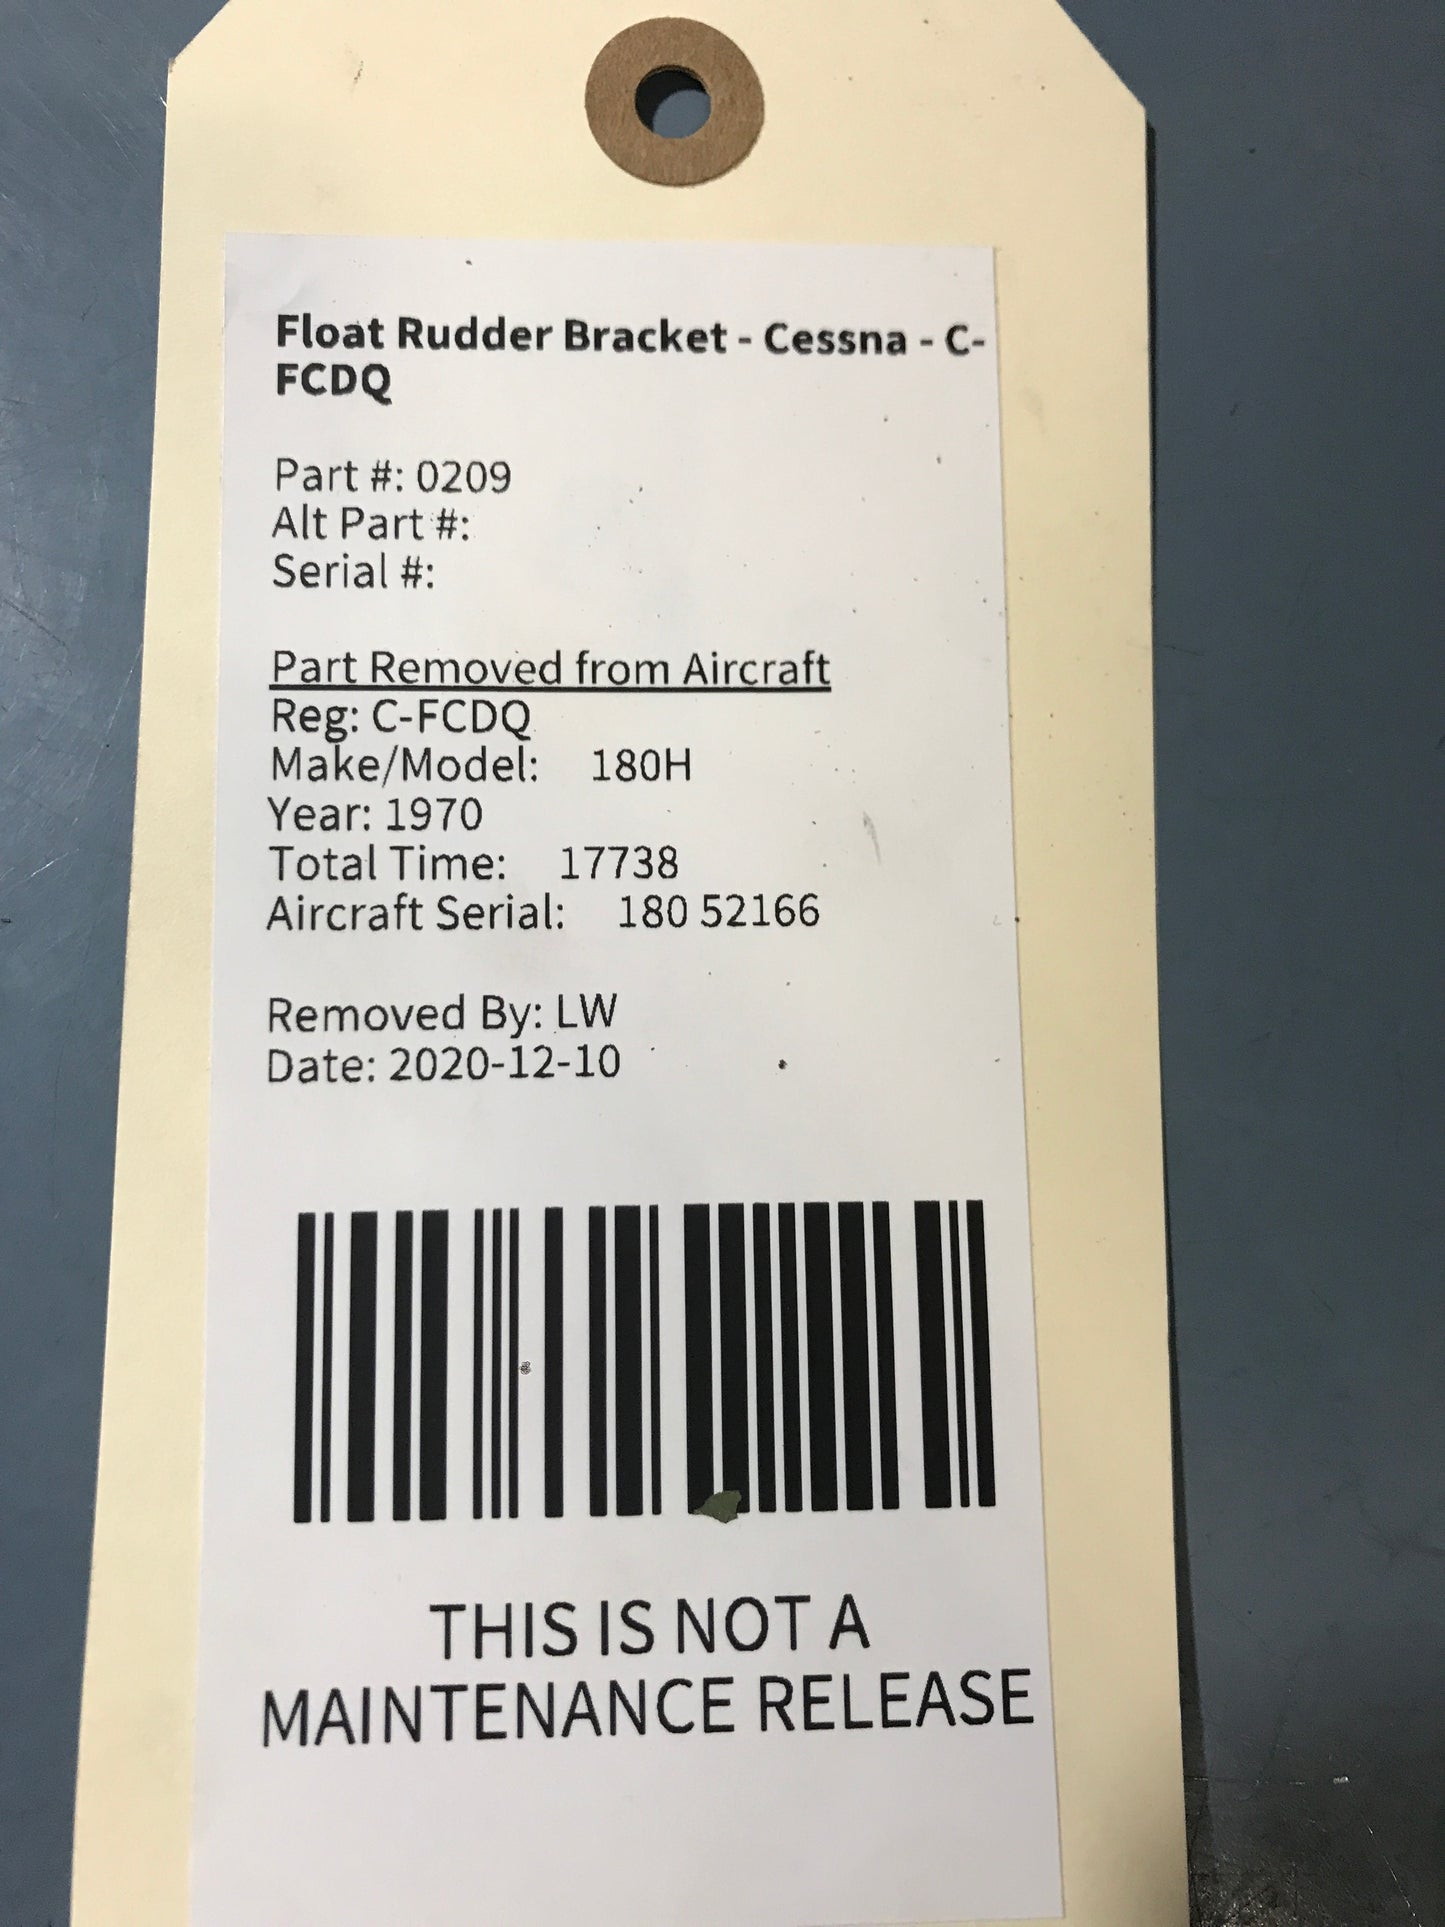 Float Rudder Bracket - Cessna - C-
FCDQ
Part #: 0209
Alt Part #:
Serial #:
Part Removed from Aircraft
Reg: C-FCDQ
Make/Model: 180H
Year: 1970
Total Time: 17738
Aircraft Serial: 180 52166
Removed By: LW
Date: 2020-12-10
THIS IS NOT A
MAINTENANCE RELEASE